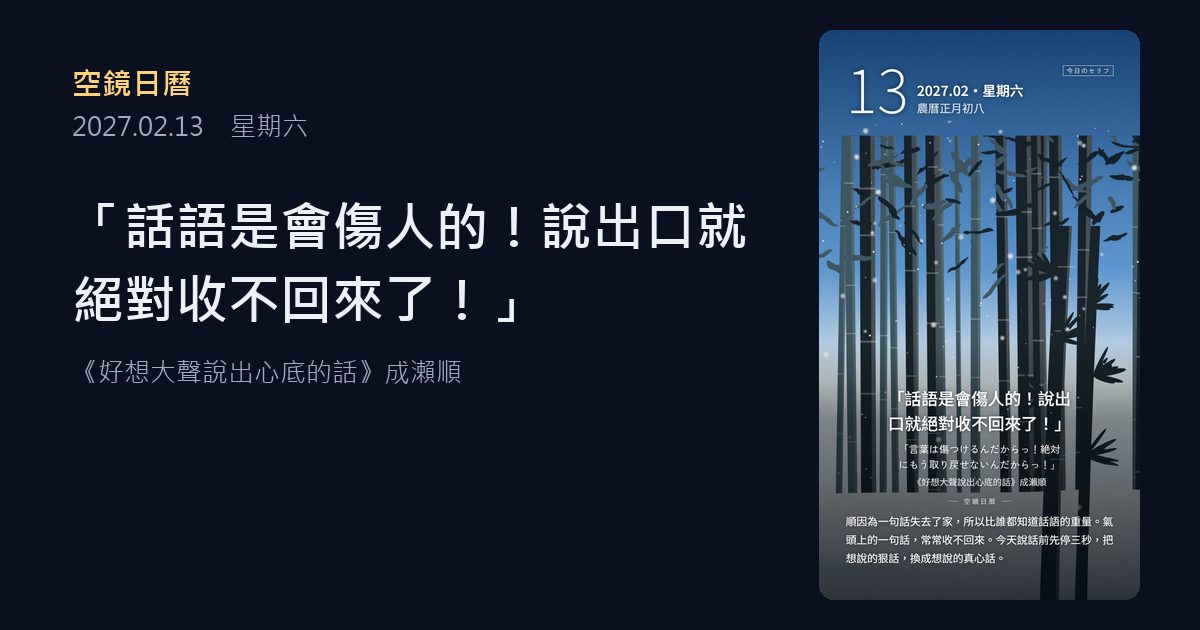 空鏡日曆
2027.02.13 星期六
「話語是會傷人的！說出口就
絕對收不回來了！」
《好想大聲說出心底的話》成瀨順
13
2027.02・星期六
農曆正月初八
今日のセリフ
「話語是會傷人的！說出
口就絕對收不回來了！」
「言葉は傷つけるんだからっ！絶対
にもう取り戻せないんだからっ！」
《好想大聲說出心底的話》成瀨順
空鏡日曆
順因為一句話失去了家，所以比誰都知道話語的重量。氣
頭上的一句話，常常收不回來。今天說話前先停三秒，把
想說的狠話，換成想說的真心話。